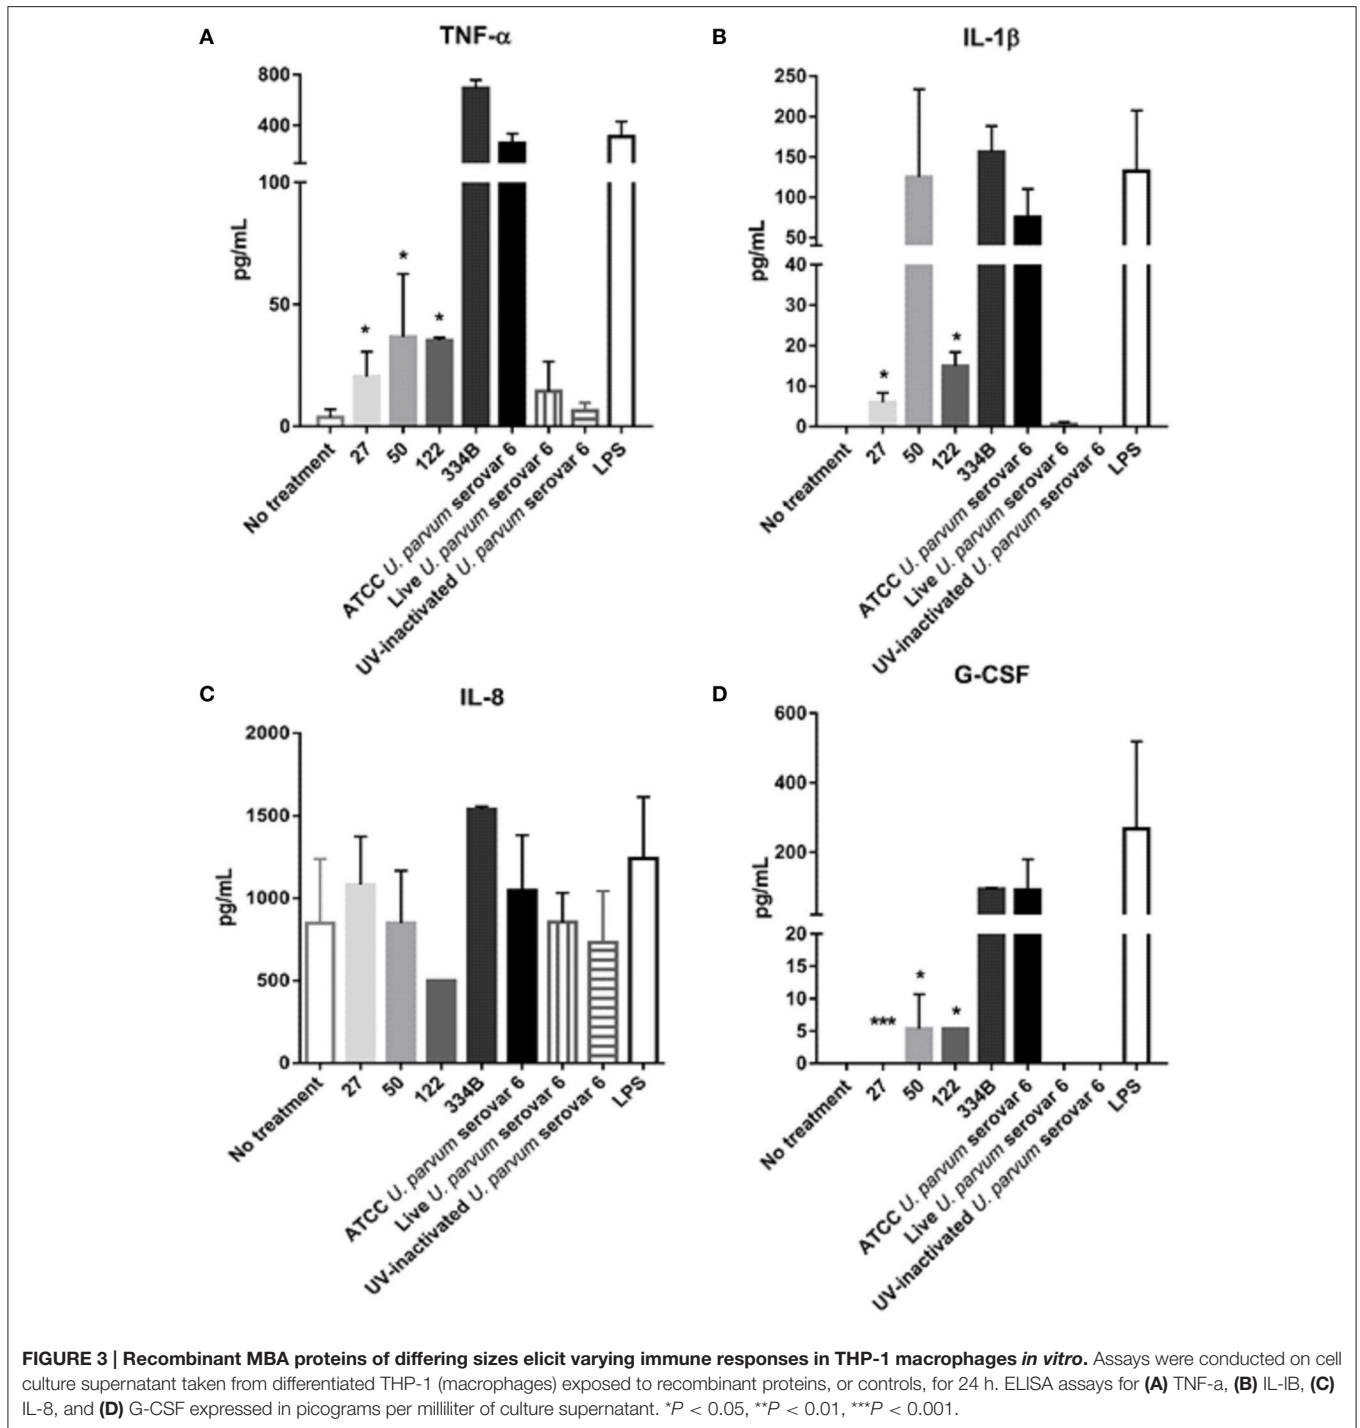 A
TNF-α
800
400
100
50
0
pg/mL
*
*
*
No treatment
27
50
122
334B
ATCC U. parvum serovar 6
Live U. parvum serovar 6
UV-inactivated U. parvum serovar 6
LPS
B
IL-1β
250
200
150
100
50
40
30
20
10
0
pg/mL
*
*
No treatment
27
50
122
334B
ATCC U. parvum serovar 6
Live U. parvum serovar 6
UV-inactivated U. parvum serovar 6
LPS
C
IL-8
2000
1500
1000
500
0
pg/mL
No treatment
27
50
122
334B
ATCC U. parvum serovar 6
Live U. parvum serovar 6
UV-inactivated U. parvum serovar 6
LPS
D
G-CSF
600
400
200
20
15
10
5
0
pg/mL
***
*
*
No treatment
27
50
122
334B
ATCC U. parvum serovar 6
Live U. parvum serovar 6
UV-inactivated U. parvum serovar 6
LPS
FIGURE 3 | Recombinant MBA proteins of differing sizes elicit varying immune responses in THP-1 macrophages in vitro. Assays were conducted on cell
culture supernatant taken from differentiated THP-1 (macrophages) exposed to recombinant proteins, or controls, for 24 h. ELISA assays for (A) TNF-a, (B) IL-IB, (C)
IL-8, and (D) G-CSF expressed in picograms per milliliter of culture supernatant. *P < 0.05, **P < 0.01, ***P < 0.001.